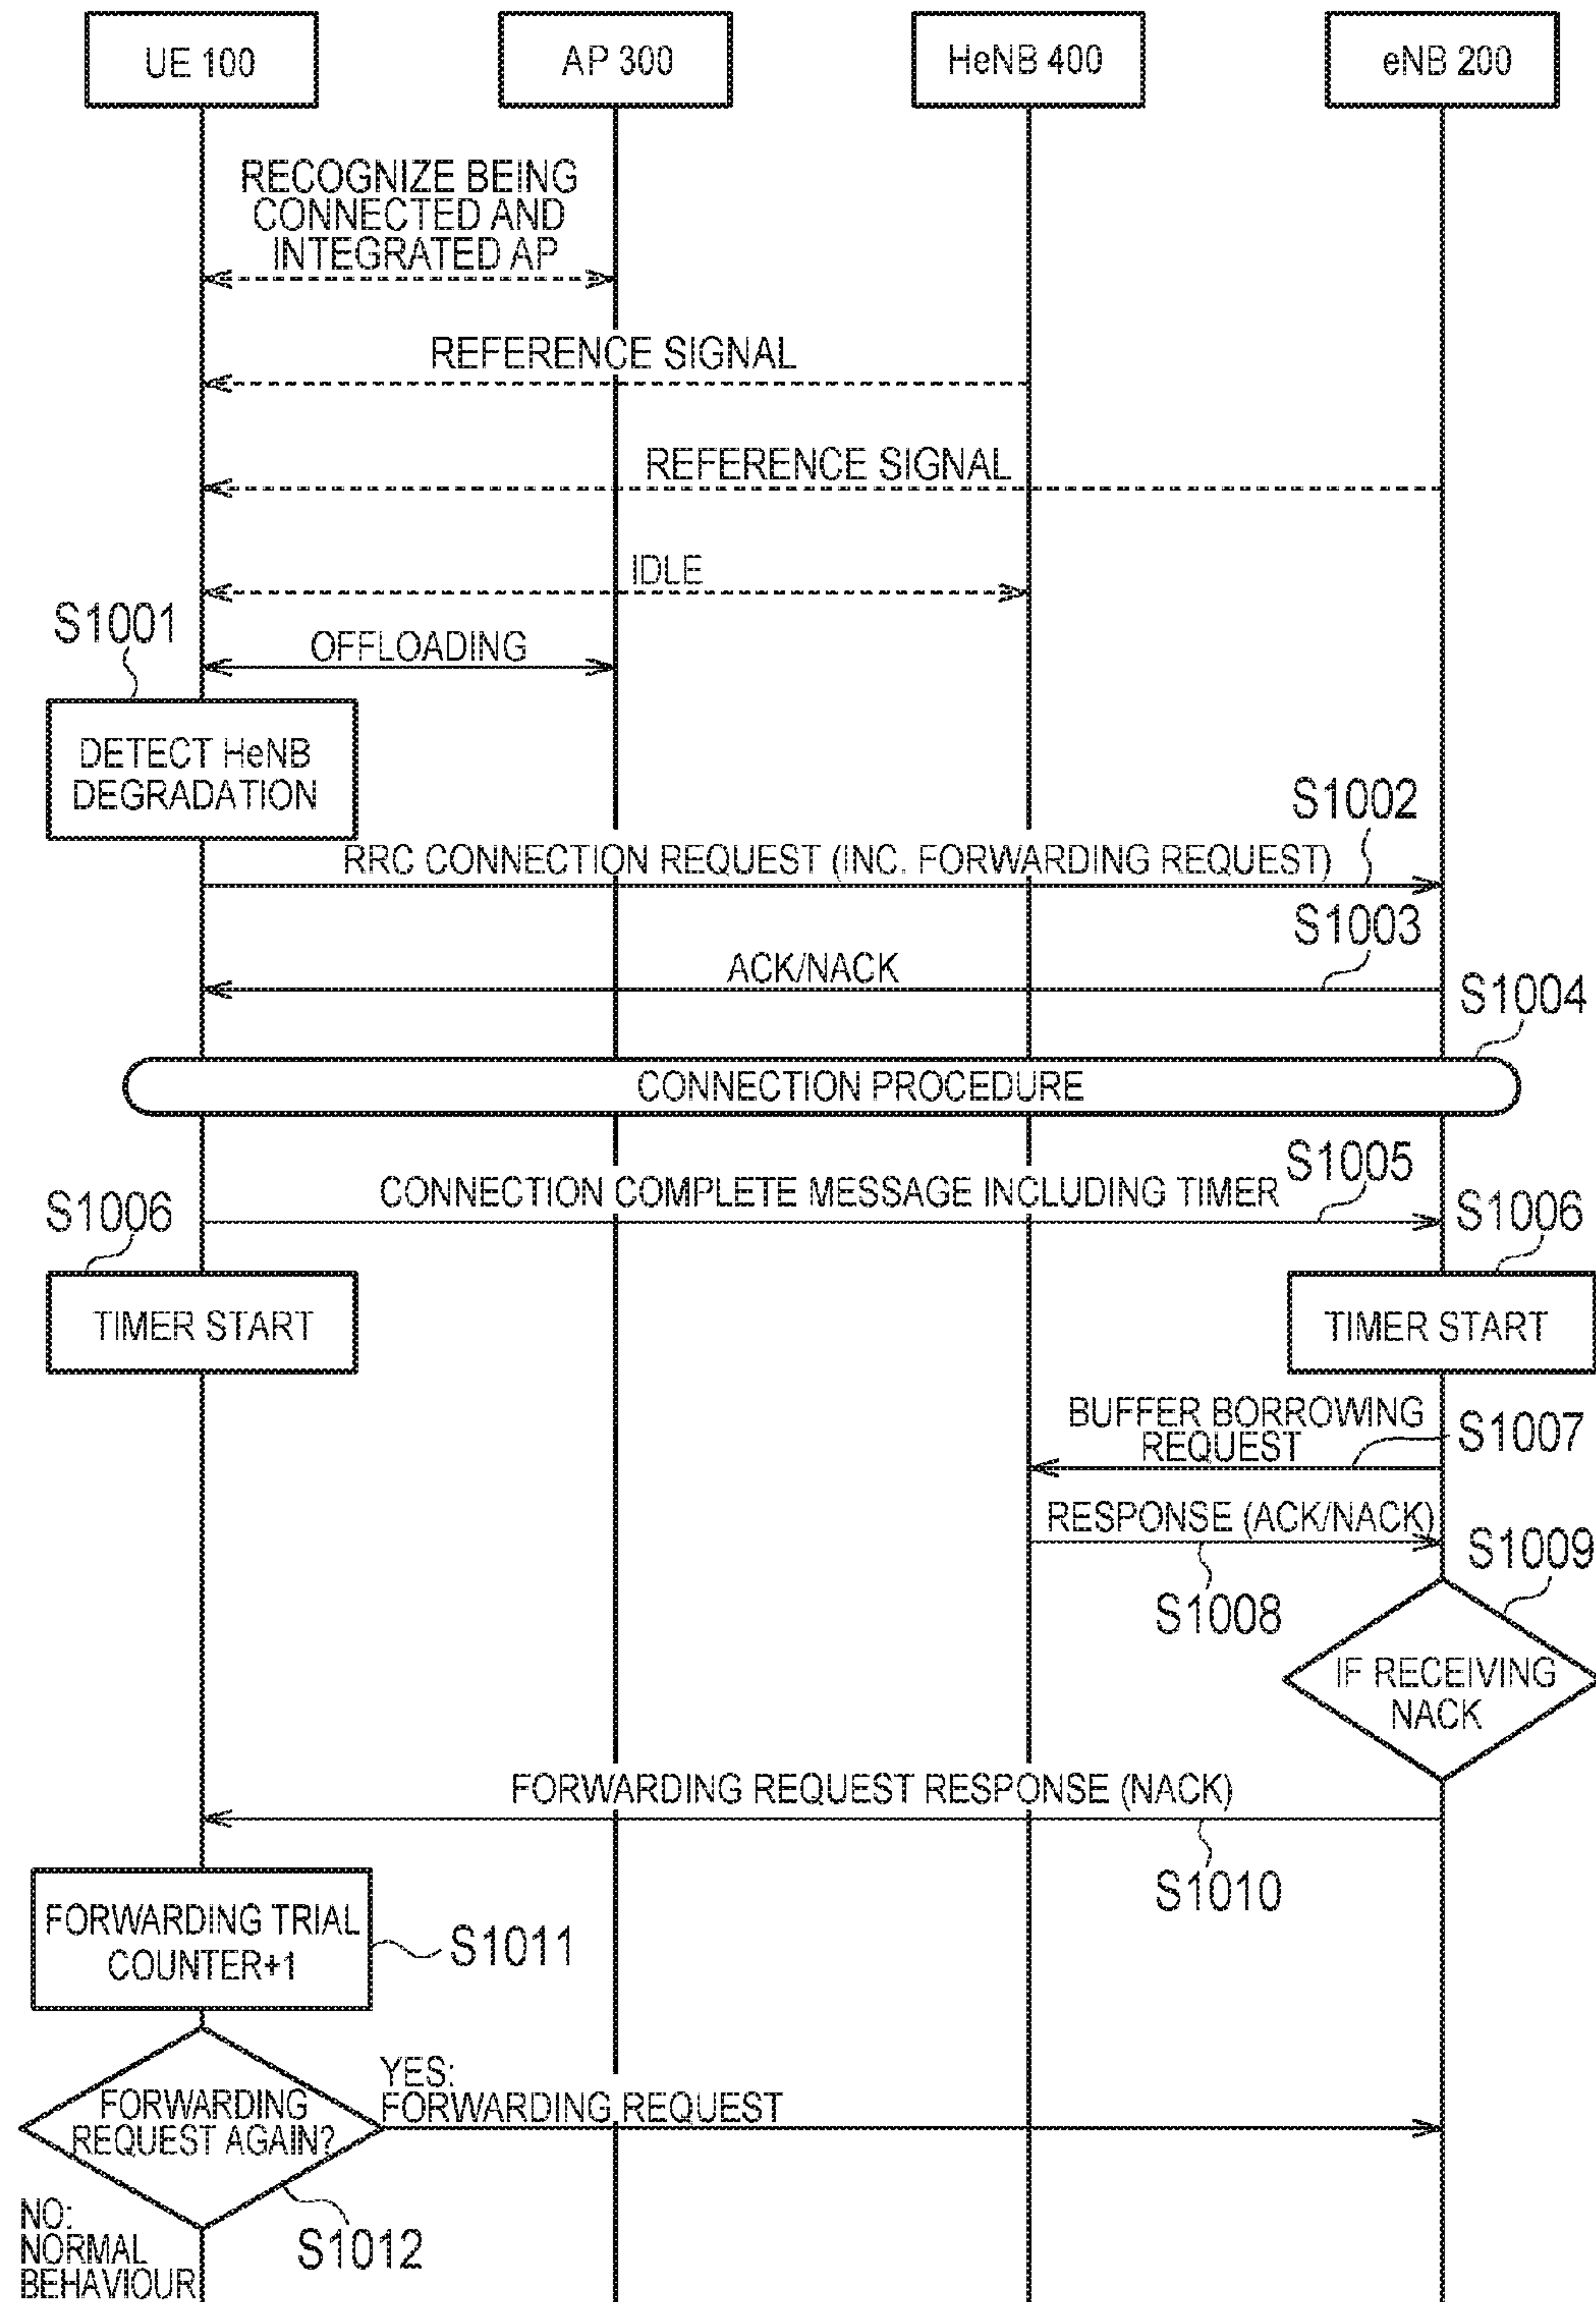 UE 100
AP 300
HeNB 400
eNB 200
RECOGNIZE BEING
CONNECTED AND
INTEGRATED AP
REFERENCE SIGNAL
REFERENCE SIGNAL
IDLE
S1001
OFFLOADING
DETECT HeNB
DEGRADATION
S1002
RRC CONNECTION REQUEST (INC. FORWARDING REQUEST)
S1003
ACK/NACK
S1004
CONNECTION PROCEDURE
S1005
CONNECTION COMPLETE MESSAGE INCLUDING TIMER
S1006
S1006
TIMER START
TIMER START
BUFFER BORROWING
REQUEST
S1007
RESPONSE (ACK/NACK)
S1009
S1008
IF RECEIVING
NACK
FORWARDING REQUEST RESPONSE (NACK)
S1010
FORWARDING TRIAL
COUNTER+1
S1011
YES:
FORWARDING REQUEST
FORWARDING
REQUEST AGAIN?
NO:
NORMAL
BEHAVIOUR
S1012